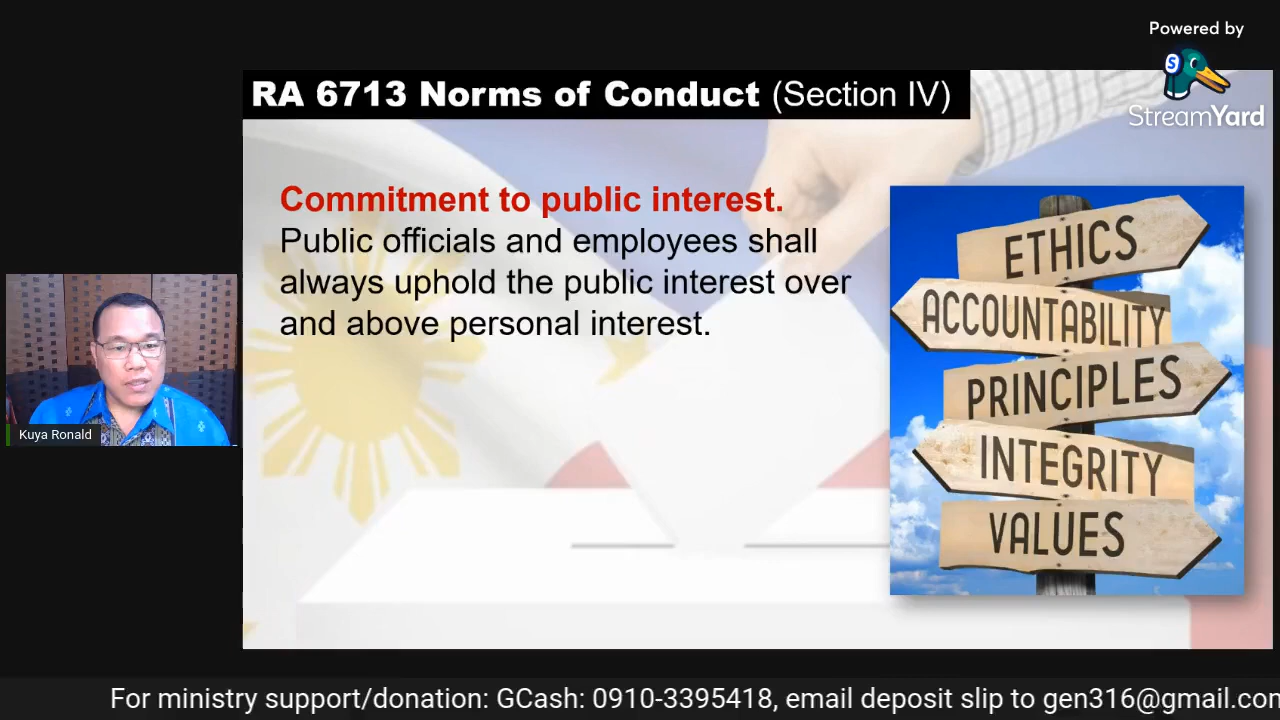 Powered by
StreamYard
RA 6713 Norms of Conduct (Section IV)
Commitment to public interest.
Public officials and employees shall
always uphold the public interest over
and above personal interest.
ETHICS
ACCOUNTABILITY
PRINCIPLES
INTEGRITY
VALUES
Kuya Ronald
For ministry support/donation: GCash: 0910-3395418, email deposit slip to gen316@gmail.com